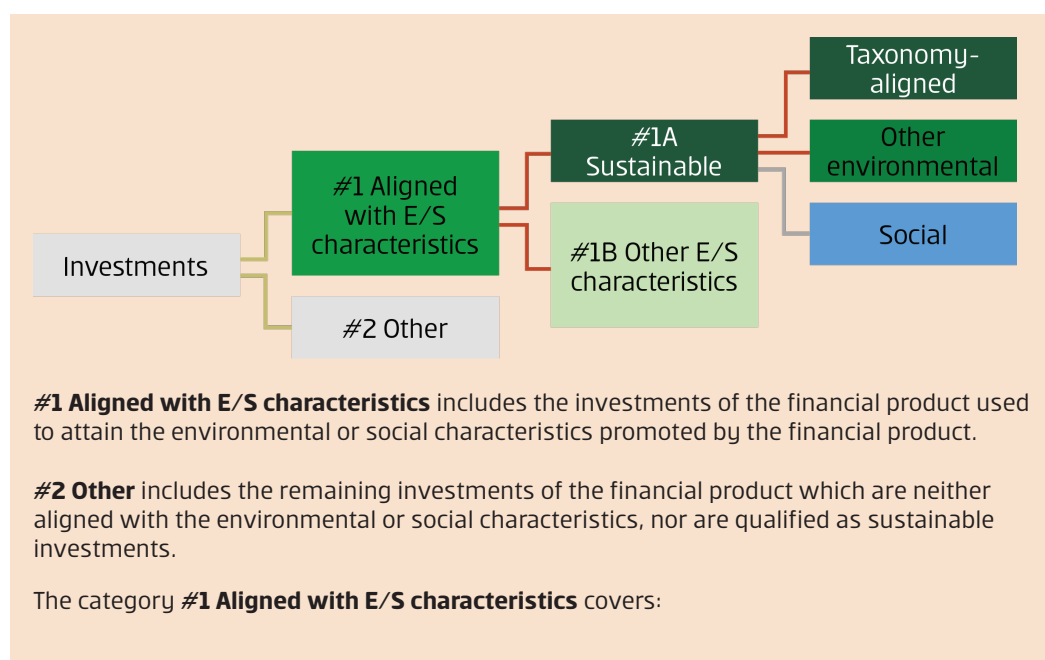 Taxonomy-
aligned
#1A
Sustainable
Other
environmental
#1 Aligned
with E/S
characteristics
Social
#1B Other E/S
characteristics
Investments
#2 Other
#1 Aligned with E/S characteristics includes the investments of the financial product used
to attain the environmental or social characteristics promoted by the financial product.
#2 Other includes the remaining investments of the financial product which are neither
aligned with the environmental or social characteristics, nor are qualified as sustainable
investments.
The category #1 Aligned with E/S characteristics covers: